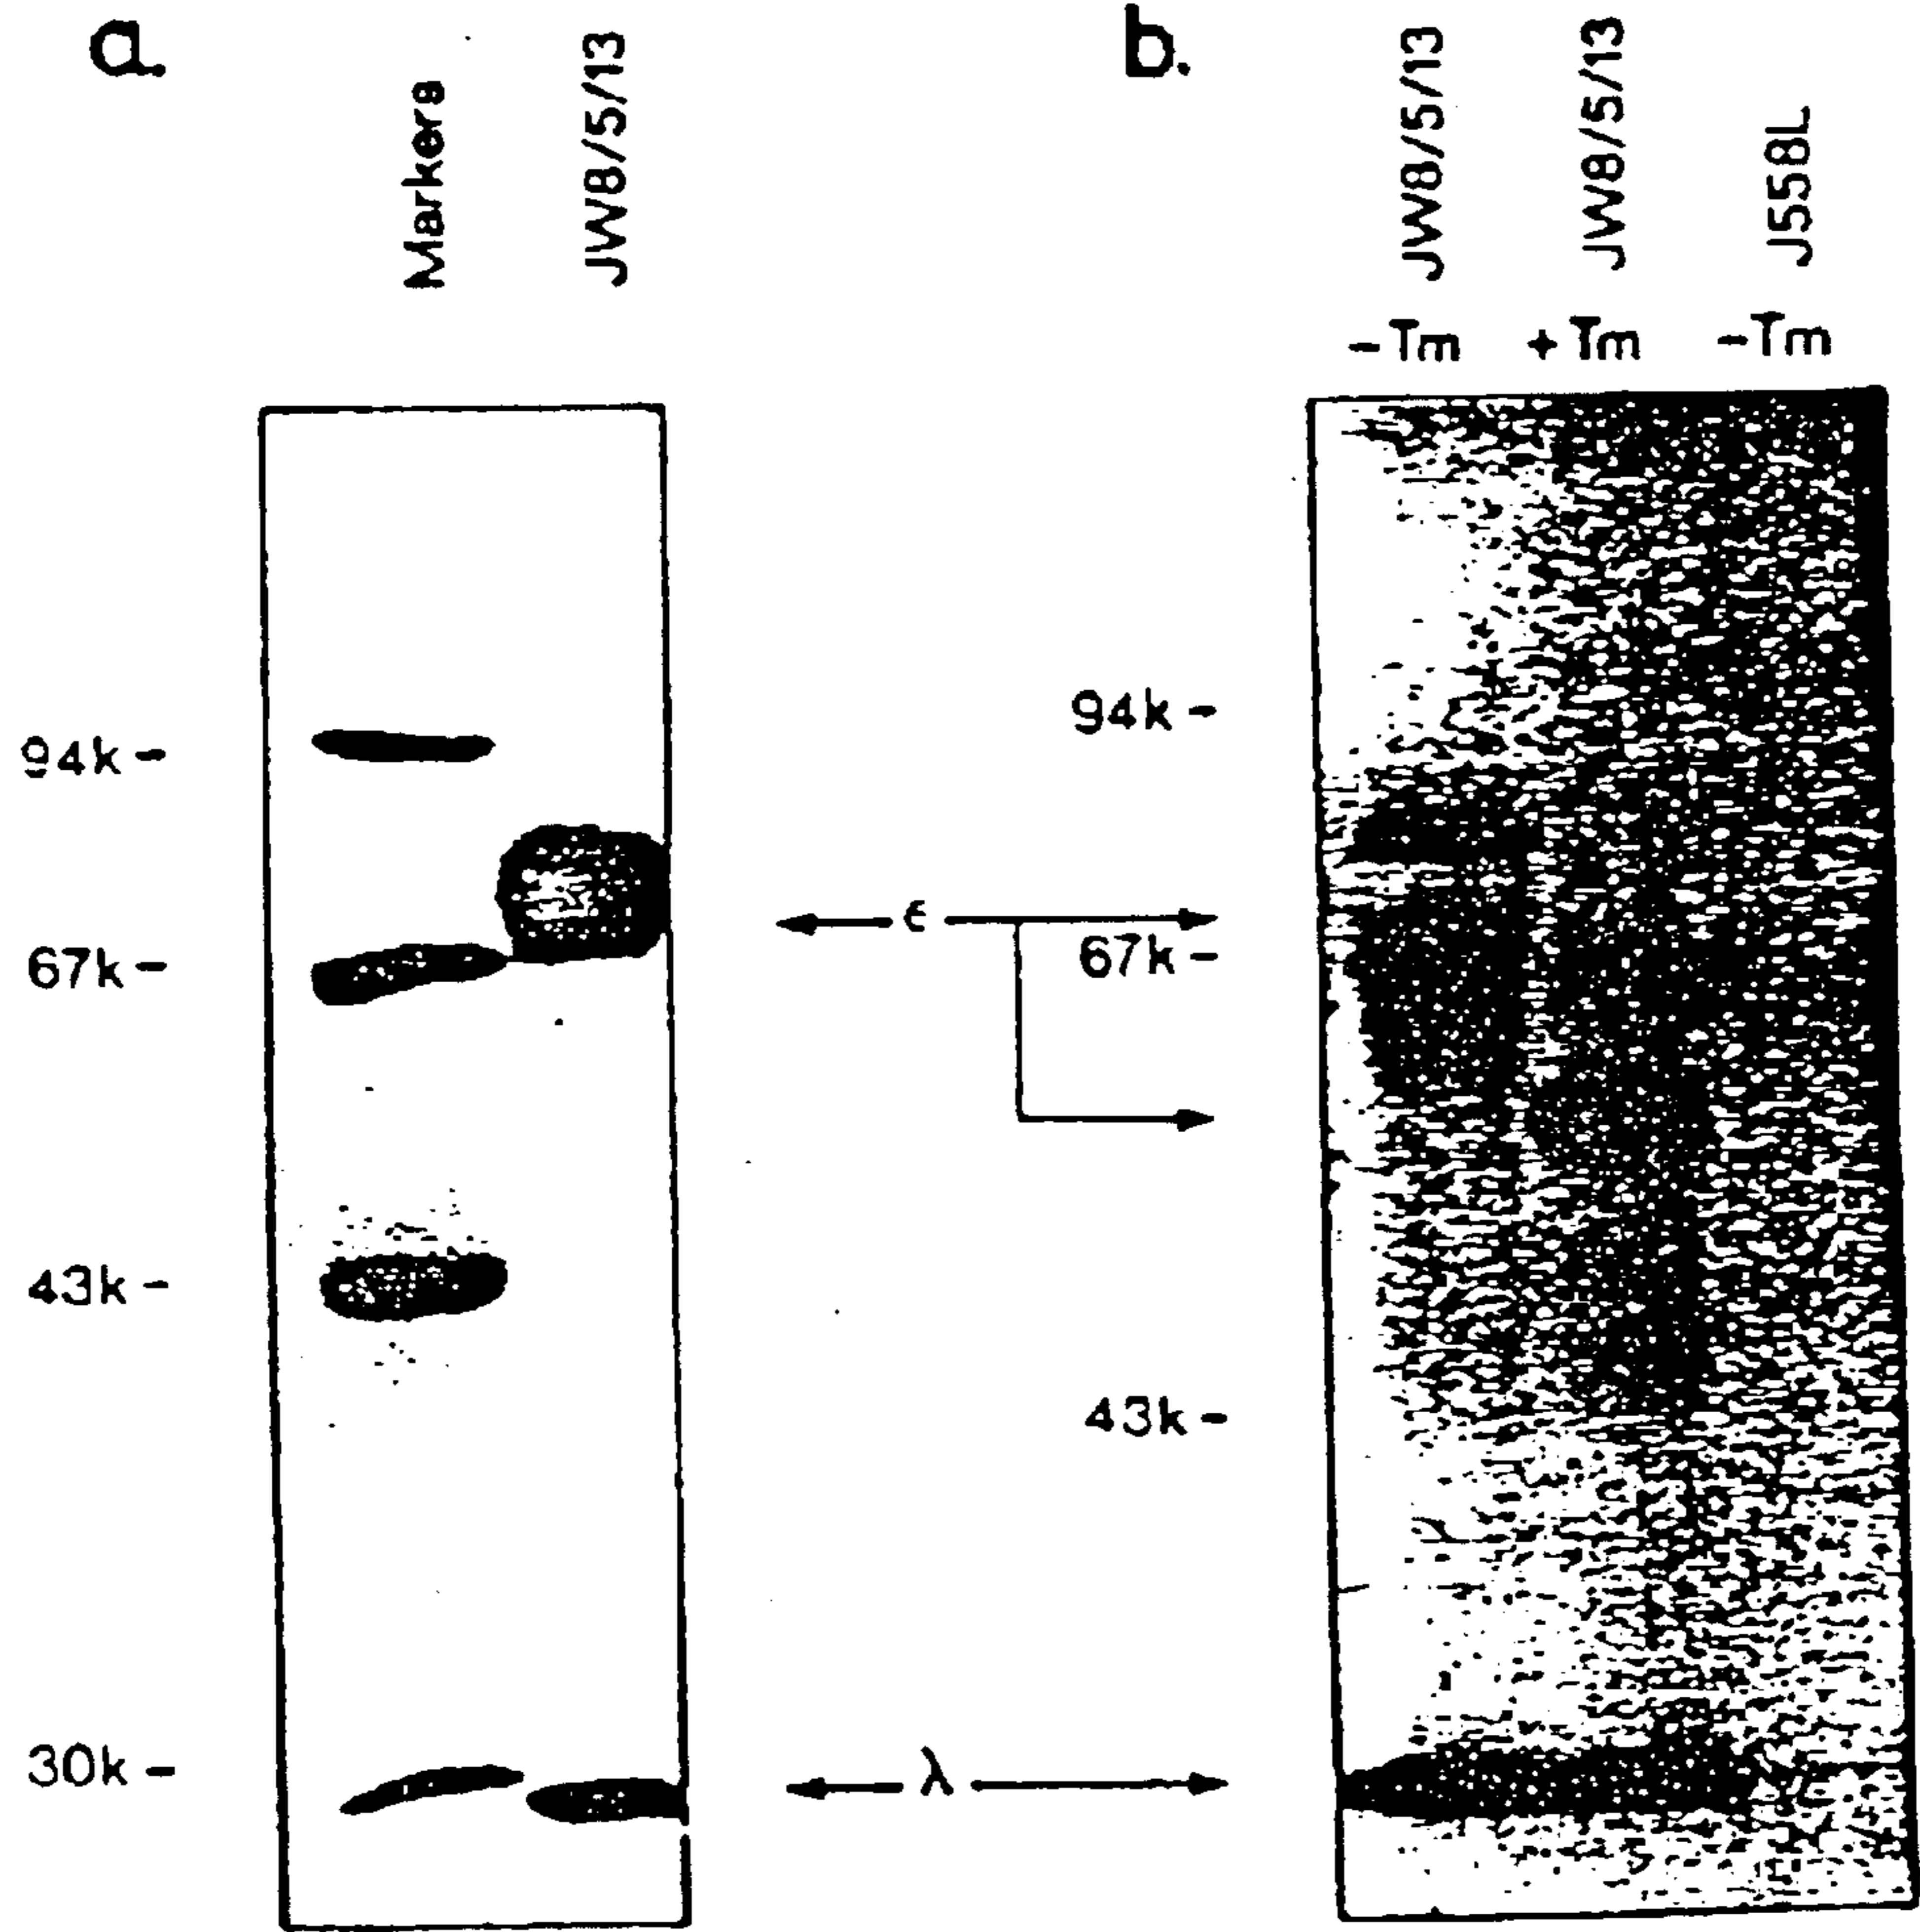 a.
Markers
JW8/5/13
94k -
67k -
43k -
30k -
ϵ
λ
b.
JW8/5/13
JW8/5/13
J558L
-Tm
+Tm
-Tm
94k -
67k -
43k -